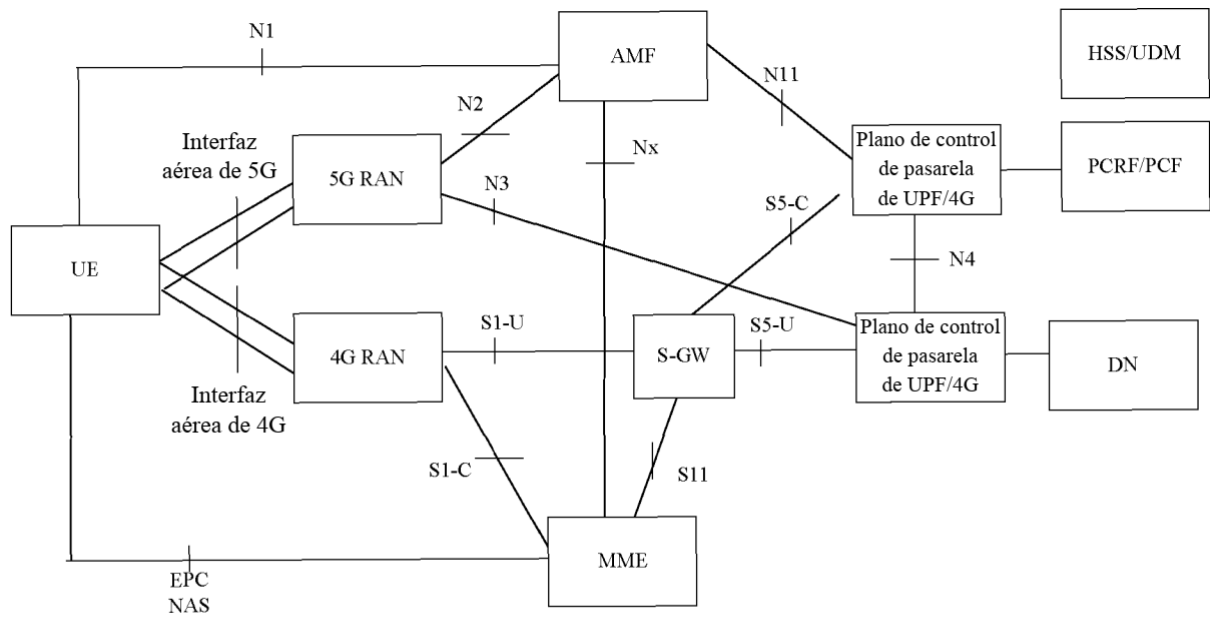 N1
AMF
HSS/UDM
N11
N2
Interfaz
aérea de 5G
5G RAN
Nx
Plano de control
de pasarela
de UPF/4G
PCRF/PCF
N3
S5-C
UE
N4
S1-U
S5-U
4G RAN
S-GW
Plano de control
de pasarela
de UPF/4G
DN
Interfaz
aérea de 4G
S1-C
S11
MME
EPC
NAS